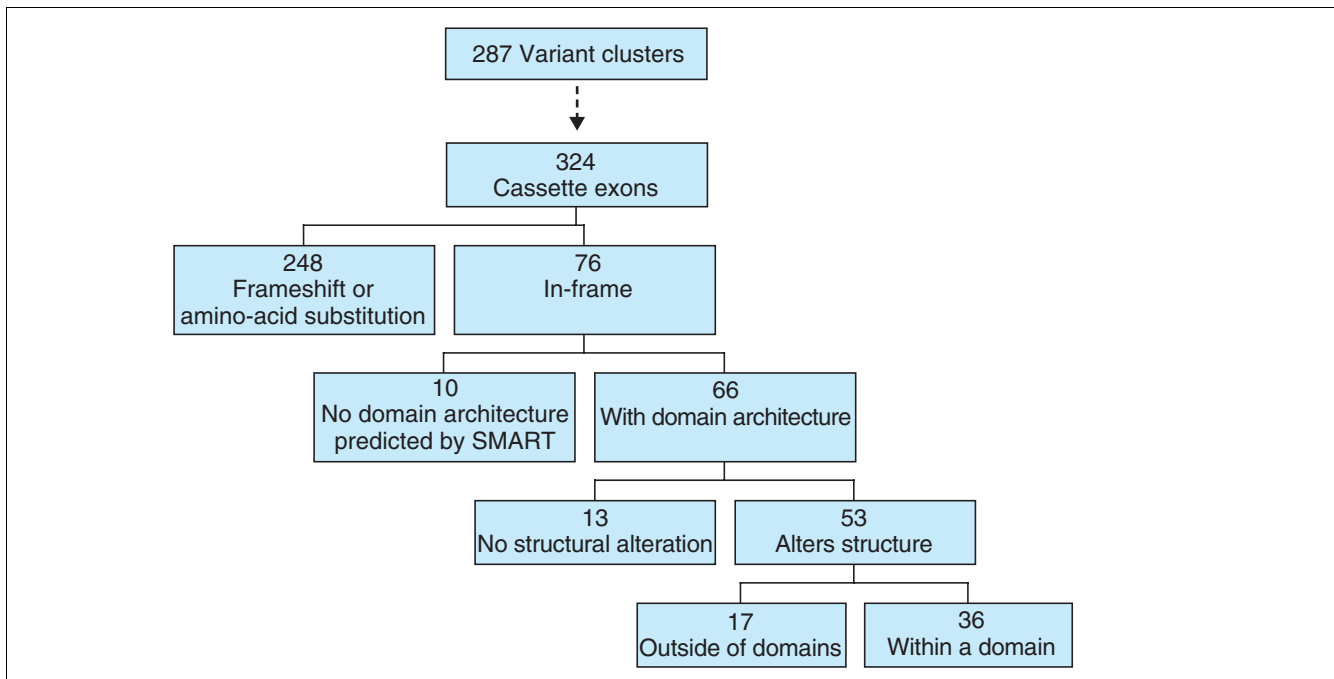 287 Variant clusters
324
Cassette exons
248
Frameshift or
amino-acid substitution
76
In-frame
10
No domain architecture
predicted by SMART
66
With domain architecture
13
No structural alteration
53
Alters structure
17
Outside of domains
36
Within a domain